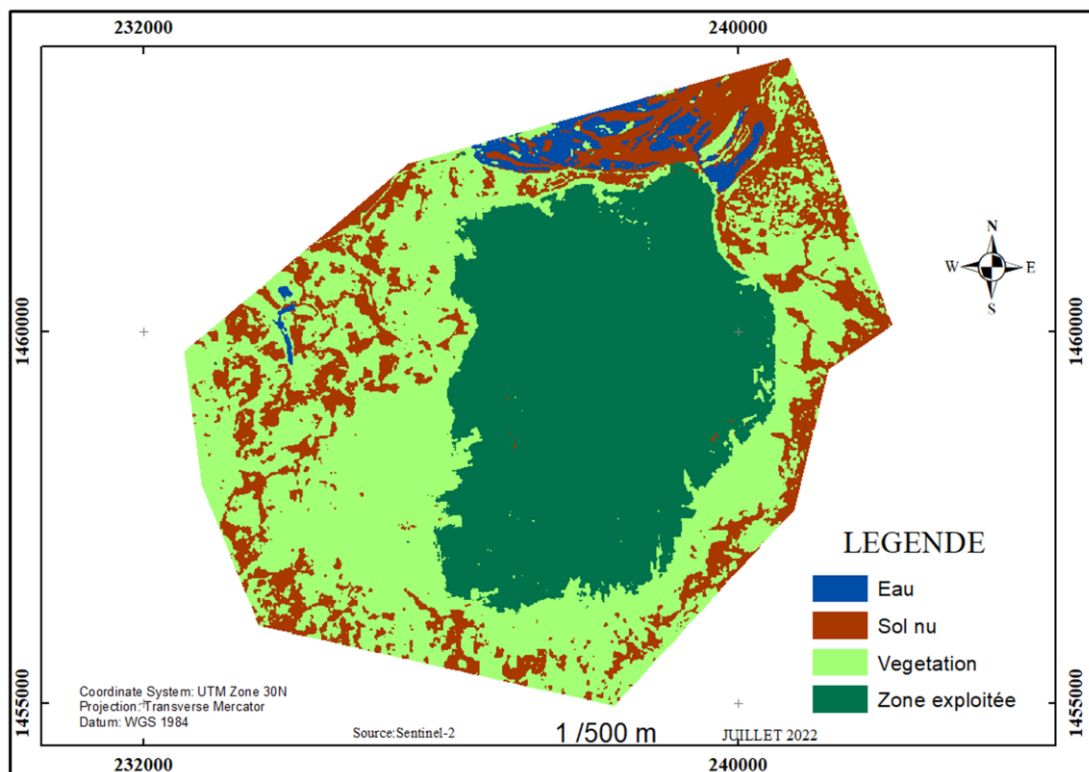 232000
240000
N
W E
S
1460000
1460000
LEGENDE
Eau
Sol nu
Vegetation
Zone exploitée
Coordinate System: UTM Zone 30N
Projection: Transverse Mercator
Datum: WGS 1984
Source:Sentinel-2
1 /500 m
JUILLET 2022
1455000
1455000
232000
240000